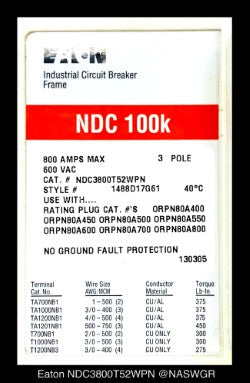 EATON
Industrial Circuit Breaker
Frame
NDC 100k
800 AMPS MAX 3 POLE
600 VAC
CAT. # NDC3800T52WPN
STYLE # 1488D17G61 40°C
USE WITH....
RATING PLUG CAT. #'S ORPN80A400
ORPN80A450 ORPN80A500 ORPN80A550
ORPN80A600 ORPN80A700 ORPN80A800
NO GROUND FAULT PROTECTION
130305
Terminal Wire Size Conductor Torque
Cat. No. AWG/MCM Material Lb-In
TA700NB1 1 - 500 (2) CU/AL 375
TA1000NB1 3/0 - 400 (3) CU/AL 375
TA1200NB1 4/0 - 500 (4) CU/AL 375
TA1201NB1 500 - 750 (3) CU/AL 450
T700NB1 2/0 - 500 (2) CU ONLY 300
T1000NB1 3/0 - 500 (3) CU ONLY 275
T1200NB3 3/0 - 400 (4) CU ONLY 275
Eaton NDC3800T52WPN @NASWGR